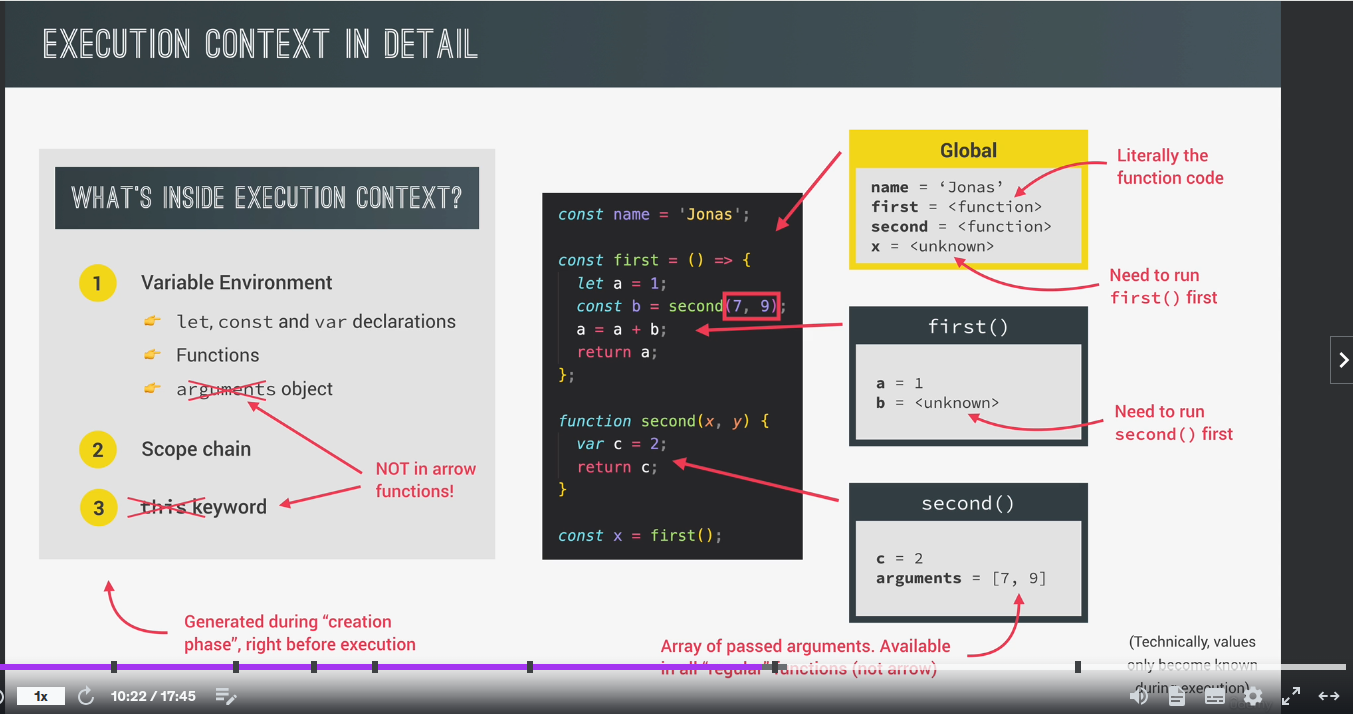 EXECUTION CONTEXT IN DETAIL
WHAT'S INSIDE EXECUTION CONTEXT?
1 Variable Environment
👉 let, const and var declarations
👉 Functions
👉 arguments object
2 Scope chain
3 this keyword
NOT in arrow
functions!
Generated during “creation
phase”, right before execution
const name = 'Jonas';
const first = () => {
let a = 1;
const b = second(7, 9);
a = a + b;
return a;
};
function second(x, y) {
var c = 2;
return c;
}
const x = first();
Global
name = ‘Jonas’
first = <function>
second = <function>
x = <unknown>
Literally the
function code
Need to run
first() first
first()
a = 1
b = <unknown>
Need to run
second() first
second()
c = 2
arguments = [7, 9]
Array of passed arguments. Available
in all “regular” functions (not arrow)
(Technically, values
only become known
during execution)
1x
10:22 / 17:45